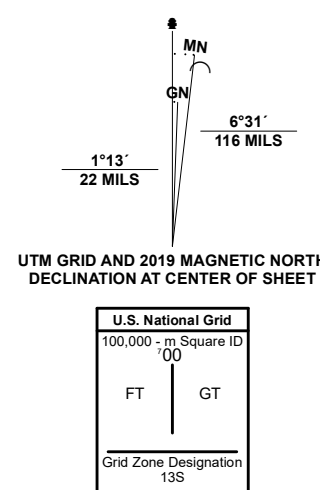 MN
GN
6°31´
116 MILS
1°13´
22 MILS
UTM GRID AND 2019 MAGNETIC NORTH
DECLINATION AT CENTER OF SHEET
U.S. National Grid
100,000 - m Square ID
700
FT GT
Grid Zone Designation
13S